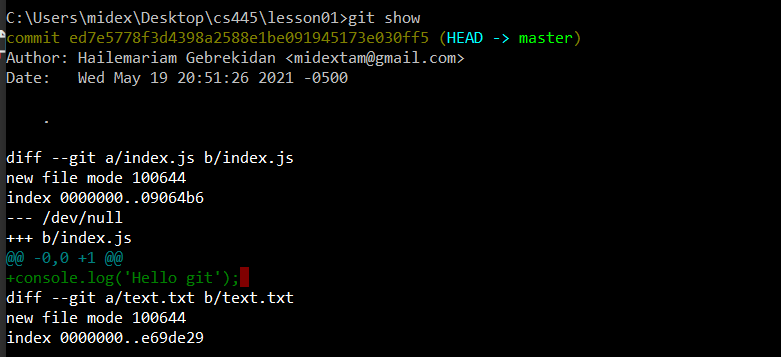 C:\Users\midex\Desktop\cs445\lesson01>git show
commit ed7e5778f3d4398a2588e1be091945173e030ff5 (HEAD -> master)
Author: Hailemariam Gebrekidan <midextam@gmail.com>
Date:   Wed May 19 20:51:26 2021 -0500

    .

diff --git a/index.js b/index.js
new file mode 100644
index 0000000..09064b6
--- /dev/null
+++ b/index.js
@@ -0,0 +1 @@
+console.log('Hello git');
diff --git a/text.txt b/text.txt
new file mode 100644
index 0000000..e69de29